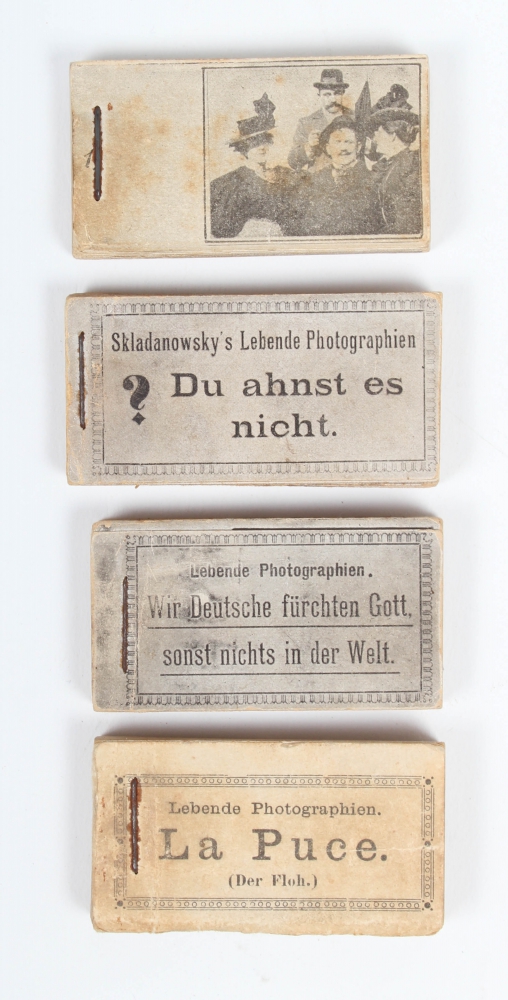 Skladanowsky's Lebende Photographien
? Du ahnst es
nicht.
Lebende Photographien.
Wir Deutsche fürchten Gott,
sonst nichts in der Welt.
Lebende Photographien.
La Puce.
(Der Floh.)